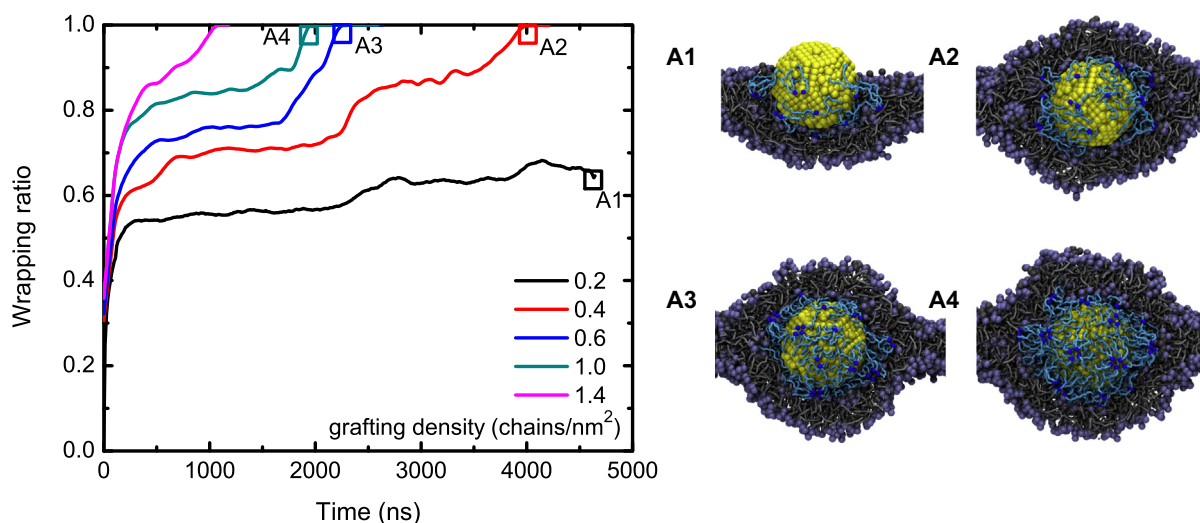 1.0
0.8
0.6
0.4
0.2
0.0
Wrapping ratio
A4
A3
A2
A1
0.2
0.4
0.6
1.0
1.4
grafting density (chains/nm²)
0 1000 2000 3000 4000 5000
Time (ns)
A1 A2
A3 A4